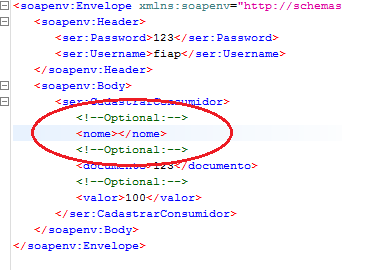 <soapenv:Envelope xmlns:soapenv="http://schemas
<soapenv:Header>
<ser:Password>123</ser:Password>
<ser:Username>fiap</ser:Username>
</soapenv:Header>
<soapenv:Body>
<ser:CadastrarConsumidor>
<!--Optional:-->
<nome></nome>
<!--Optional:-->
<documento>123</documento>
<!--Optional:-->
<valor>100</valor>
</ser:CadastrarConsumidor>
</soapenv:Body>
</soapenv:Envelope>